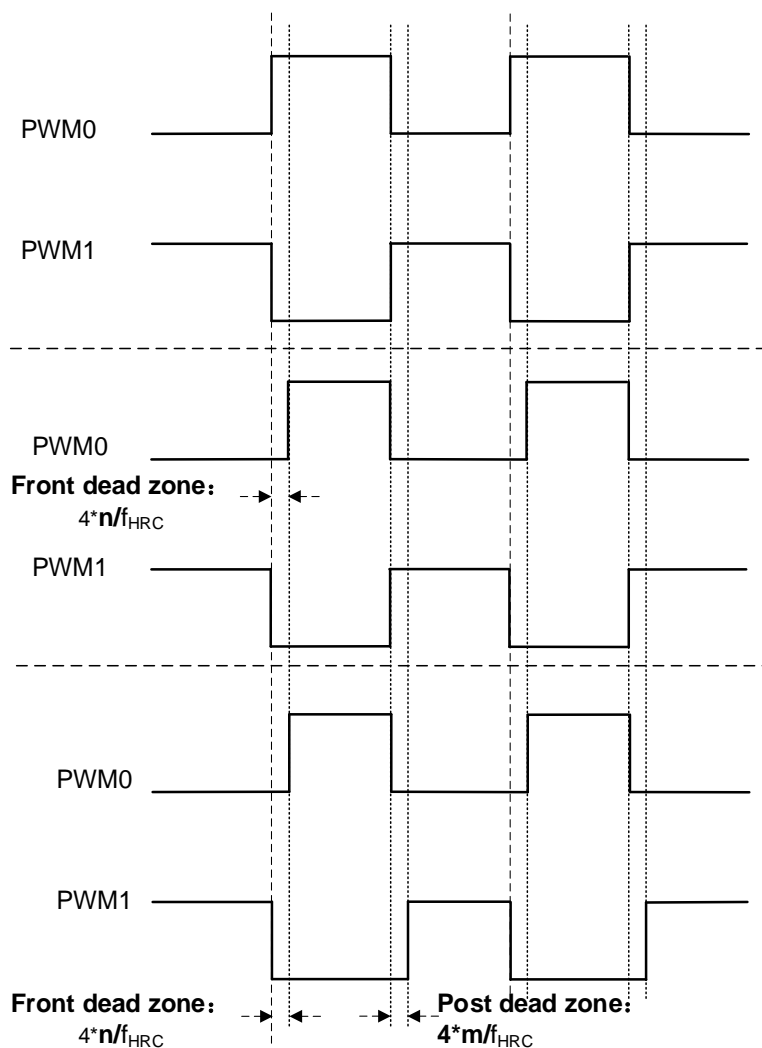 PWM0
PWM1
PWM0
Front dead zone：
4*n/fHRC
PWM1
PWM0
PWM1
Front dead zone： Post dead zone：
4*n/fHRC 4*m/fHRC